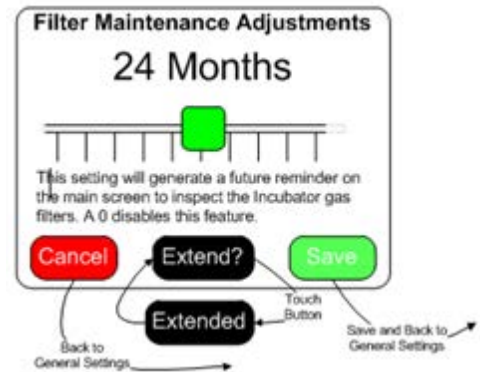 Filter Maintenance Adjustments
24 Months
This setting will generate a future reminder on
the main screen to inspect the Incubator gas
filters. A 0 disables this feature.
Cancel
Extend?
Save
Extended
Touch
Button
Back to
General Settings
Save and Back to
General Settings